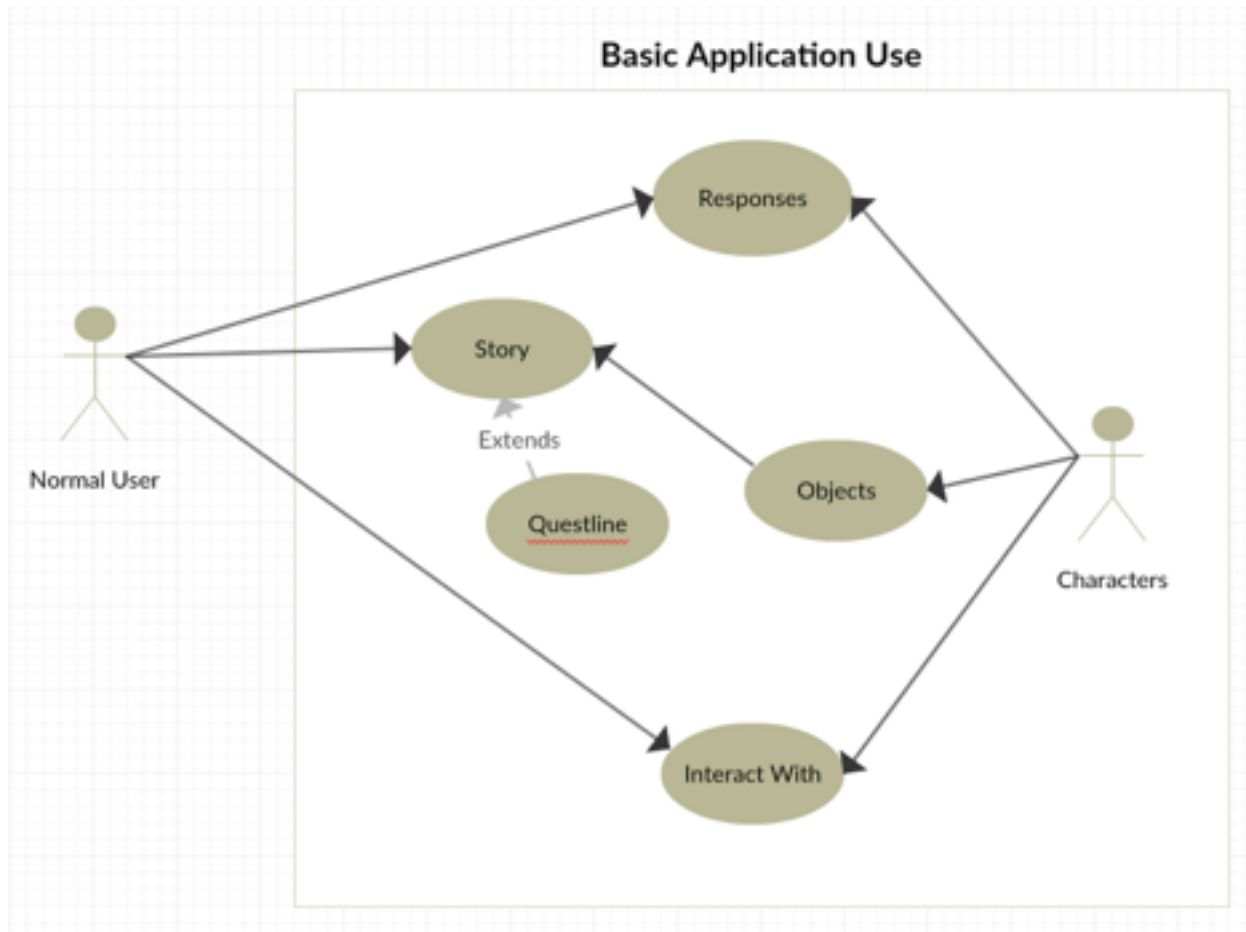 Basic Application Use
Responses
Story
Extends
Objects
Normal User
Questline
Characters
Interact With